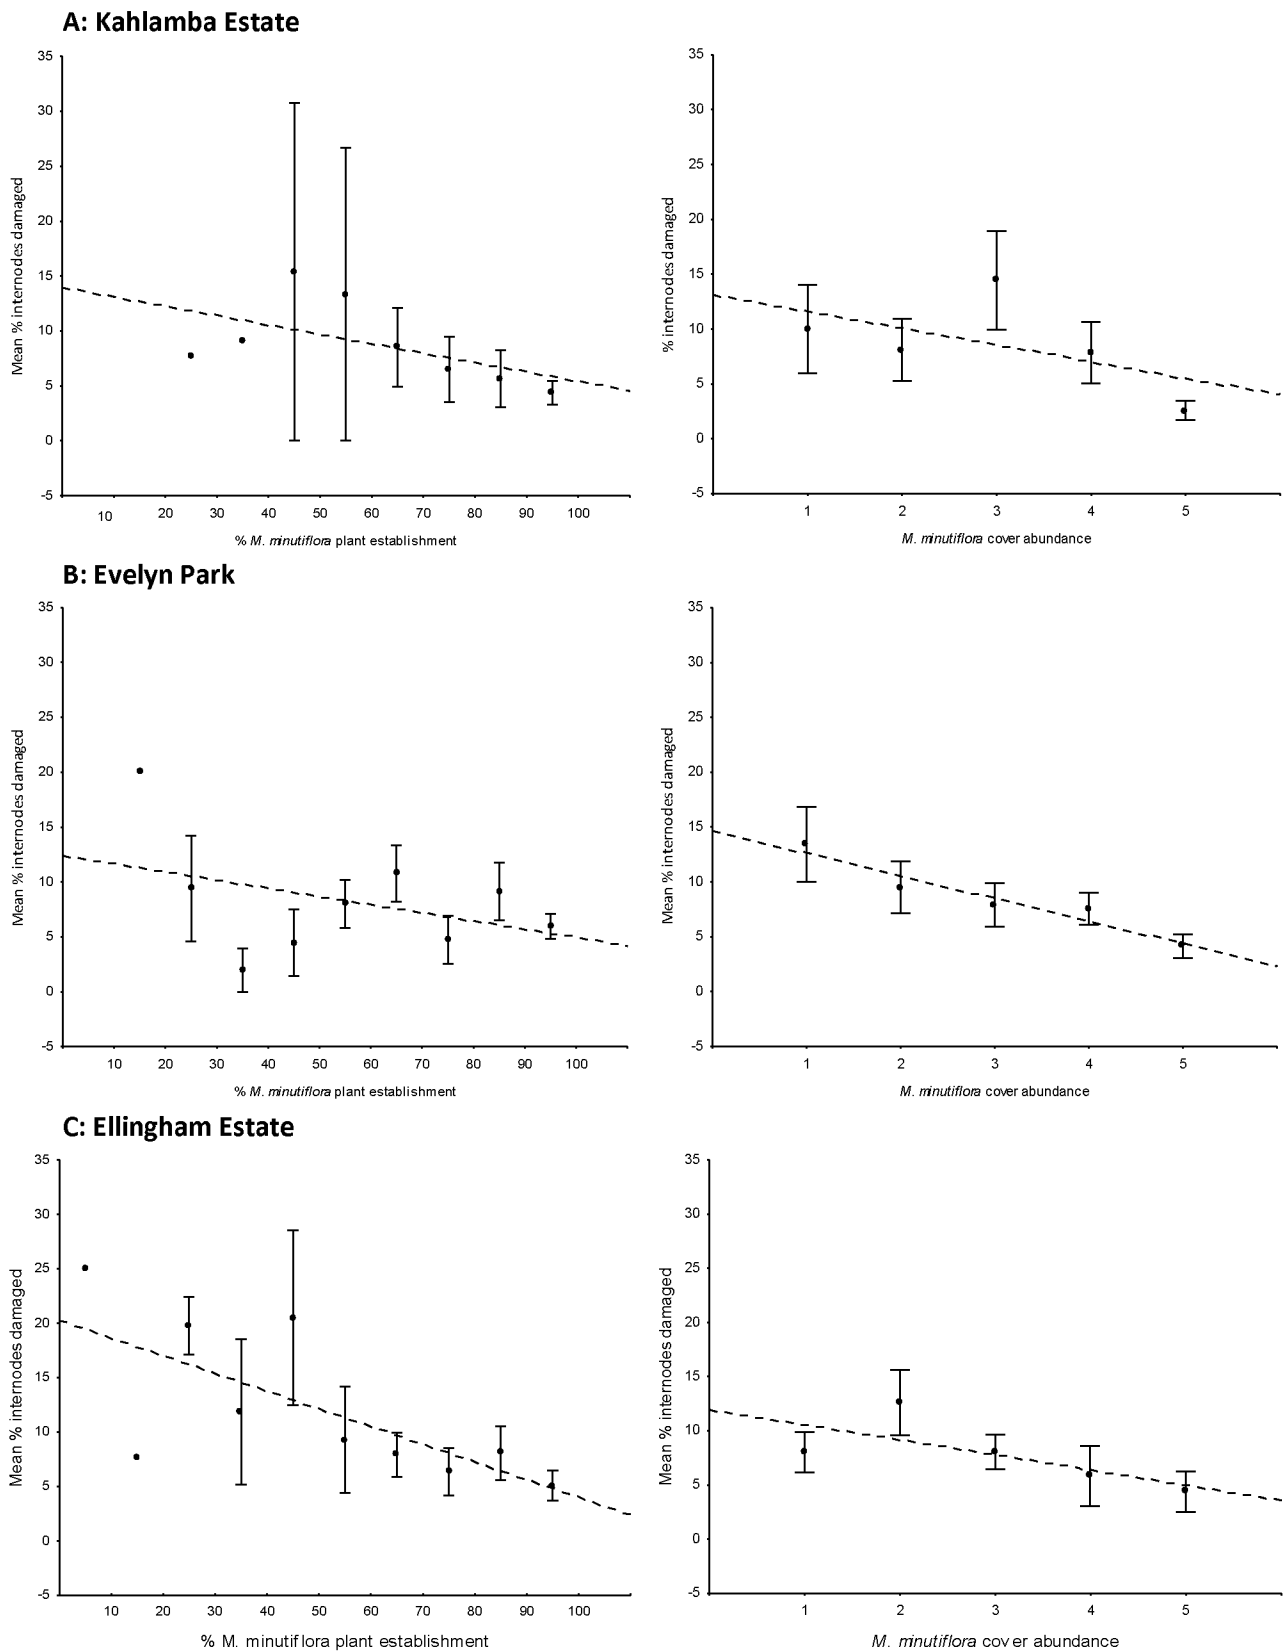 A: Kahlamba Estate
Mean % internodes damaged
35
30
25
20
15
10
5
0
-5
10 20 30 40 50 60 70 80 90 100
% M. minutiflora plant establishment
% internodes damaged
35
30
25
20
15
10
5
0
-5
1 2 3 4 5
M. minutiflora cover abundance
B: Evelyn Park
Mean % internodes damaged
35
30
25
20
15
10
5
0
-5
10 20 30 40 50 60 70 80 90 100
% M. minutiflora plant establishment
Mean % internodes damaged
35
30
25
20
15
10
5
0
-5
1 2 3 4 5
M. minutiflora cover abundance
C: Ellingham Estate
Mean % internodes damaged
35
30
25
20
15
10
5
0
-5
10 20 30 40 50 60 70 80 90 100
% M. minutiflora plant establishment
Mean % internodes damaged
35
30
25
20
15
10
5
0
-5
1 2 3 4 5
M. minutiflora cover abundance